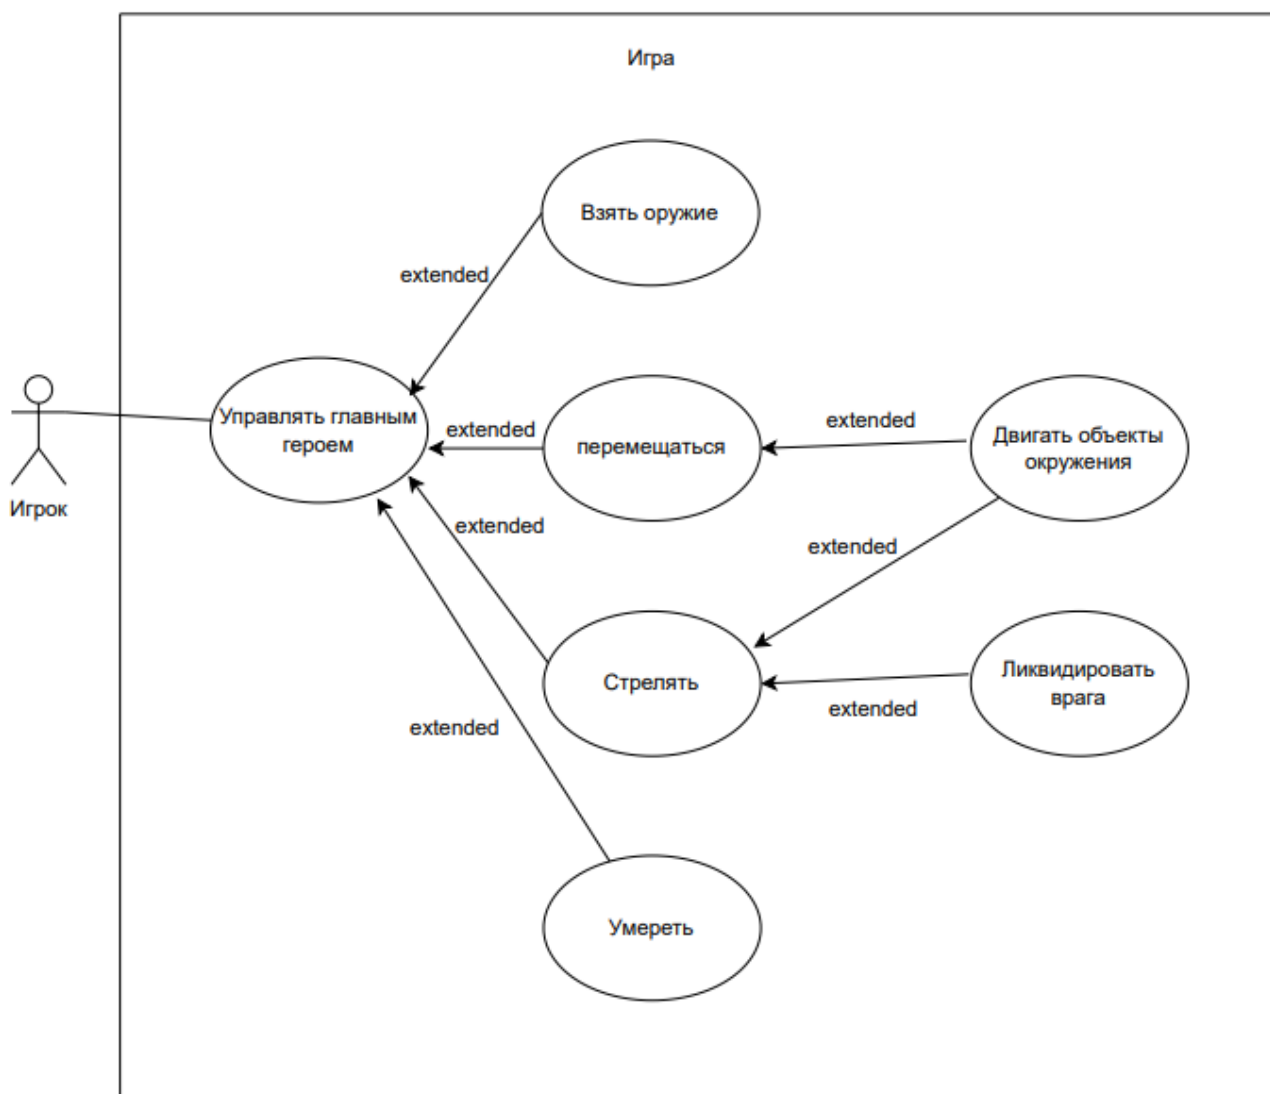 Игра
Взять оружие
extended
Управлять главным
героем
extended
перемещаться
extended
Двигать объекты
окружения
Игрок
extended
extended
Стрелять
Ликвидировать
врага
extended
extended
Умереть